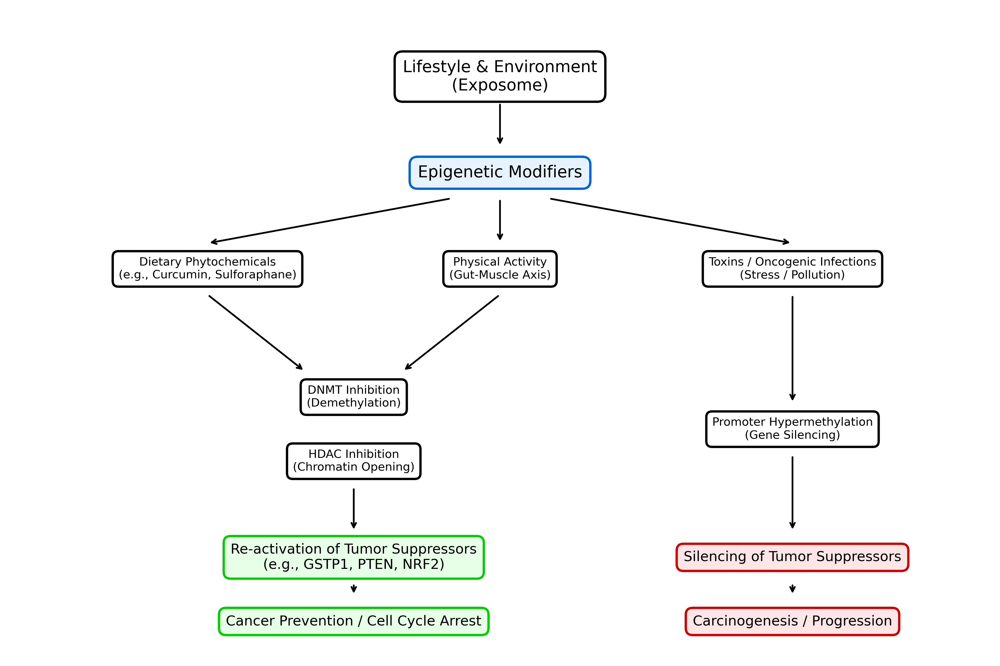 Lifestyle & Environment
(Exposome)
Epigenetic Modifiers
Dietary Phytochemicals
(e.g., Curcumin, Sulforaphane)
Physical Activity
(Gut-Muscle Axis)
Toxins / Oncogenic Infections
(Stress / Pollution)
DNMT Inhibition
(Demethylation)
Promoter Hypermethylation
(Gene Silencing)
HDAC Inhibition
(Chromatin Opening)
Re-activation of Tumor Suppressors
(e.g., GSTP1, PTEN, NRF2)
Silencing of Tumor Suppressors
Cancer Prevention / Cell Cycle Arrest
Carcinogenesis / Progression